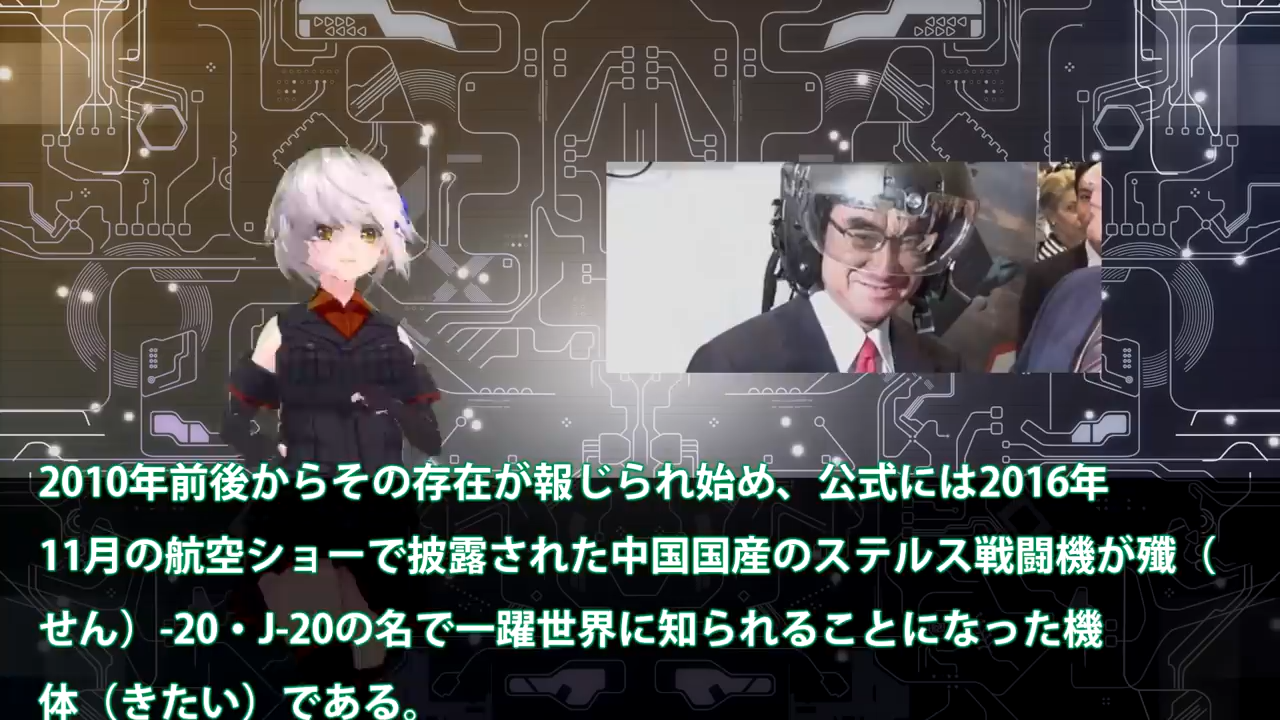 2010年前後からその存在が報じられ始め、公式には2016年
11月の航空ショーで披露された中国国産のステルス戦闘機が殲（
せん）-20・J-20の名で一躍世界に知られることになった機
体（きたい）である。